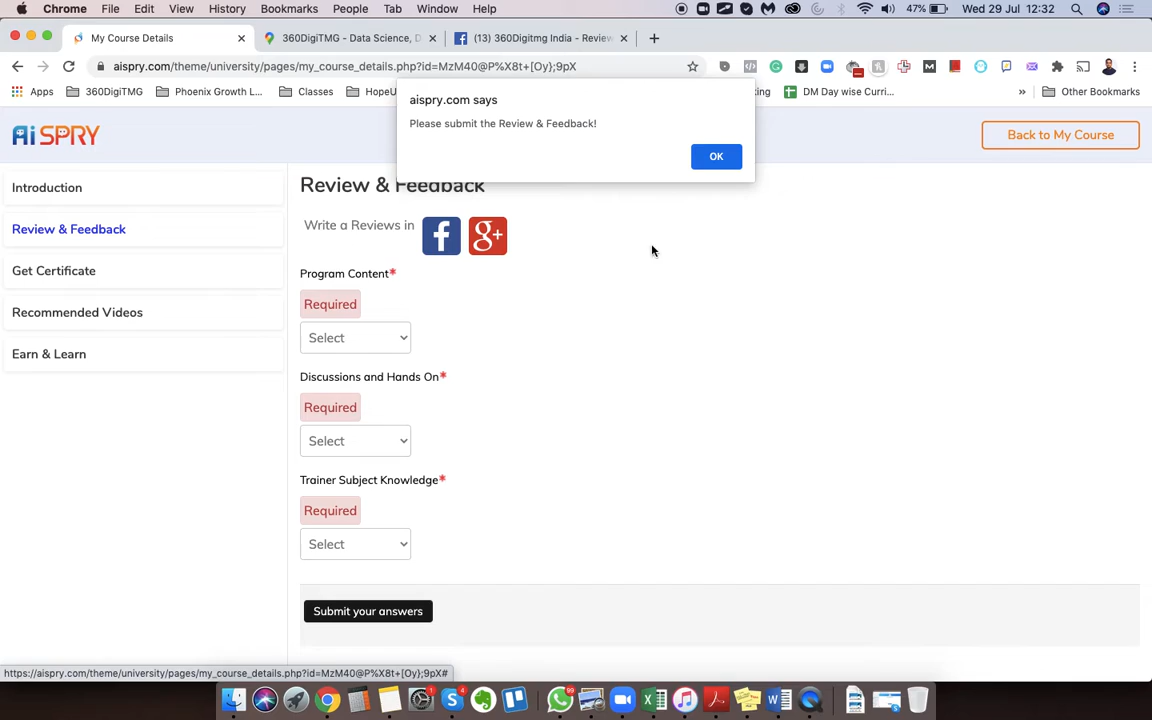 Chrome File Edit View History Bookmarks People Tab Window Help 47% Wed 29 Jul 12:32
My Course Details 360DigiTMG - Data Science, D (13) 360Digitmg India - Review
aispry.com/theme/university/pages/my_course_details.php?id=MzM40@P%X8t+[Oy};9pX
Apps 360DigiTMG Phoenix Growth L... Classes HopeU king DM Day wise Curri... » Other Bookmarks
aispry.com says
Please submit the Review & Feedback!
OK
AiSPRY
Back to My Course
Introduction
Review & Feedback
Get Certificate
Recommended Videos
Earn & Learn
Review & Feedback
Write a Reviews in
f g+
Program Content*
Required
Select
Discussions and Hands On*
Required
Select
Trainer Subject Knowledge*
Required
Select
Submit your answers
https://aispry.com/theme/university/pages/my_course_details.php?id=MzM40@P%X8t+[Oy};9pX#